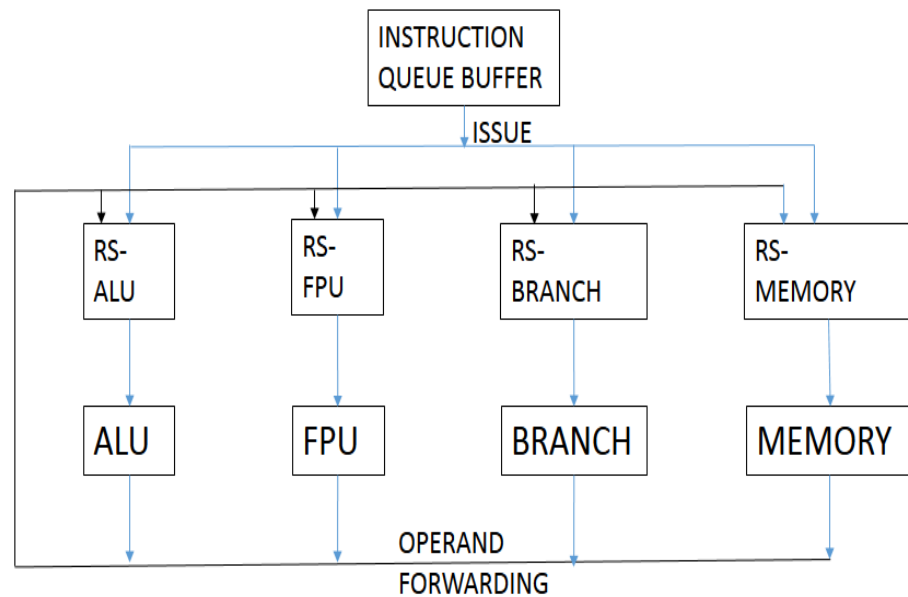 INSTRUCTION
QUEUE BUFFER
ISSUE
RS-
ALU
RS-
FPU
RS-
BRANCH
RS-
MEMORY
ALU
FPU
BRANCH
MEMORY
OPERAND
FORWARDING